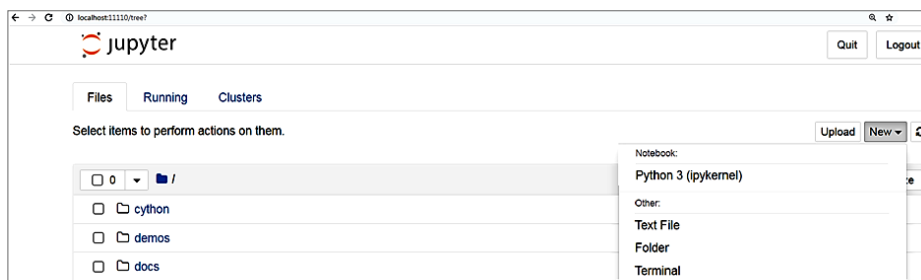 localhost:11110/tree?
jupyter
Quit Logout
Files Running Clusters
Select items to perform actions on them.
Upload New
Notebook:
0 /
Python 3 (ipykernel)
Other:
cython
Text File
demos
Folder
docs
Terminal